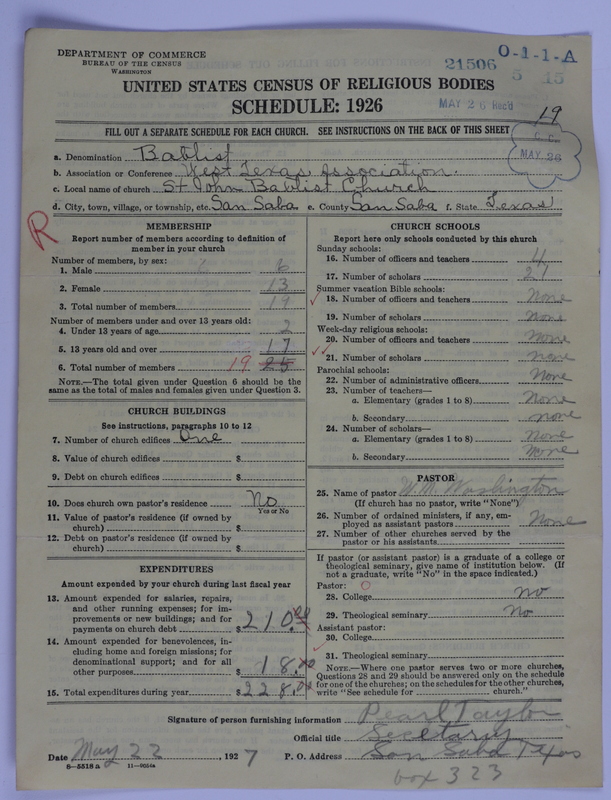 DEPARTMENT OF COMMERCE
BUREAU OF THE CENSUS
WASHINGTON
21506
O-1-1-A
5 15
UNITED STATES CENSUS OF RELIGIOUS BODIES
SCHEDULE: 1926
MAY 26 Rec'd
19
FILL OUT A SEPARATE SCHEDULE FOR EACH CHURCH. SEE INSTRUCTIONS ON THE BACK OF THIS SHEET
C. C.
MAY 26
a. Denomination Babtist
b. Association or Conference West Texas Association.
c. Local name of church St John Babtist Church
d. City, town, village, or township, etc. San Saba e. County San Saba f. State Texas
R
MEMBERSHIP
Report number of members according to definition of member in your church
Number of members, by sex:
1. Male 6
2. Female 13
3. Total number of members 19
Number of members under and over 13 years old:
4. Under 13 years of age 2
5. 13 years old and over 17
6. Total number of members 19 25
NOTE.—The total given under Question 6 should be the same as the total of males and females given under Question 3.
CHURCH BUILDINGS
See instructions, paragraphs 10 to 12
7. Number of church edifices One
8. Value of church edifices $
9. Debt on church edifices $
10. Does church own pastor's residence No
Yes or No
11. Value of pastor's residence (if owned by church) $
12. Debt on pastor's residence (if owned by church) $
EXPENDITURES
Amount expended by your church during last fiscal year
13. Amount expended for salaries, repairs, and other running expenses; for improvements or new buildings; and for payments on church debt $ 210.00
14. Amount expended for benevolences, including home and foreign missions; for denominational support; and for all other purposes 18.00
15. Total expenditures during year $ 228.00
CHURCH SCHOOLS
Report here only schools conducted by this church
Sunday schools:
16. Number of officers and teachers 4
17. Number of scholars 21
Summer vacation Bible schools:
18. Number of officers and teachers None
19. Number of scholars None
Week-day religious schools:
20. Number of officers and teachers None
21. Number of scholars none
Parochial schools:
22. Number of administrative officers None
23. Number of teachers—
a. Elementary (grades 1 to 8) None
b. Secondary none
24. Number of scholars—
a. Elementary (grades 1 to 8) None
b. Secondary None
PASTOR
25. Name of pastor W. M. Washington
(If church has no pastor, write "None")
26. Number of ordained ministers, if any, employed as assistant pastors None
27. Number of other churches served by the pastor or his assistants
If pastor (or assistant pastor) is a graduate of a college or theological seminary, give name of institution below. (If not a graduate, write "No" in the space indicated.)
Pastor: O
28. College No
29. Theological seminary No
Assistant pastor:
30. College
31. Theological seminary
NOTE.—Where one pastor serves two or more churches, Questions 28 and 29 should be answered only on the schedule for one of the churches; on the schedules for the other churches, write "See schedule for church."
Signature of person furnishing information Pearl Taylor
Official title Secetariy
Date May 22, 1927 P. O. Address San Saba Texas
8—5518 a 11—9024a
box 323